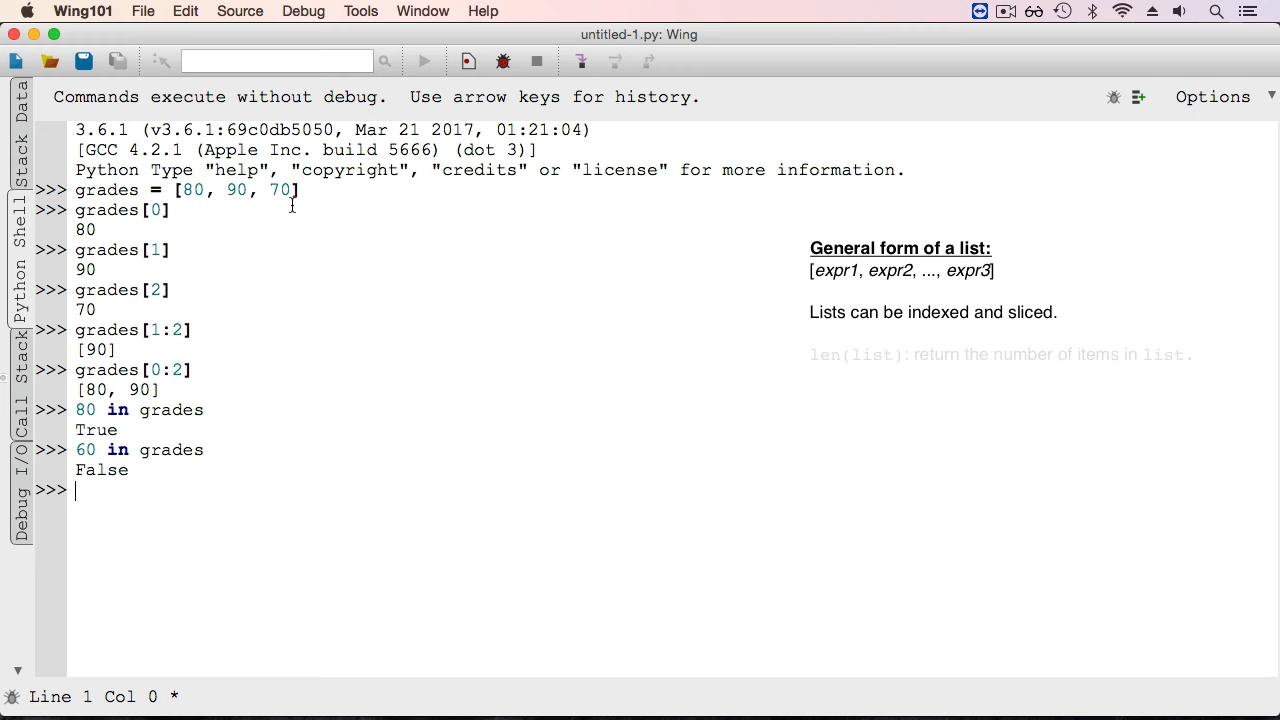 Wing101 File Edit Source Debug Tools Window Help
untitled-1.py: Wing
Commands execute without debug. Use arrow keys for history.
Options
Stack Data
Python Shell
Call Stack
Debug I/O
3.6.1 (v3.6.1:69c0db5050, Mar 21 2017, 01:21:04)
[GCC 4.2.1 (Apple Inc. build 5666) (dot 3)]
Python Type "help", "copyright", "credits" or "license" for more information.
>>> grades = [80, 90, 70]
>>> grades[0]
80
>>> grades[1]
90
>>> grades[2]
70
>>> grades[1:2]
[90]
>>> grades[0:2]
[80, 90]
>>> 80 in grades
True
>>> 60 in grades
False
>>>
General form of a list:
[expr1, expr2, ..., expr3]
Lists can be indexed and sliced.
len(list): return the number of items in list.
Line 1 Col 0 *